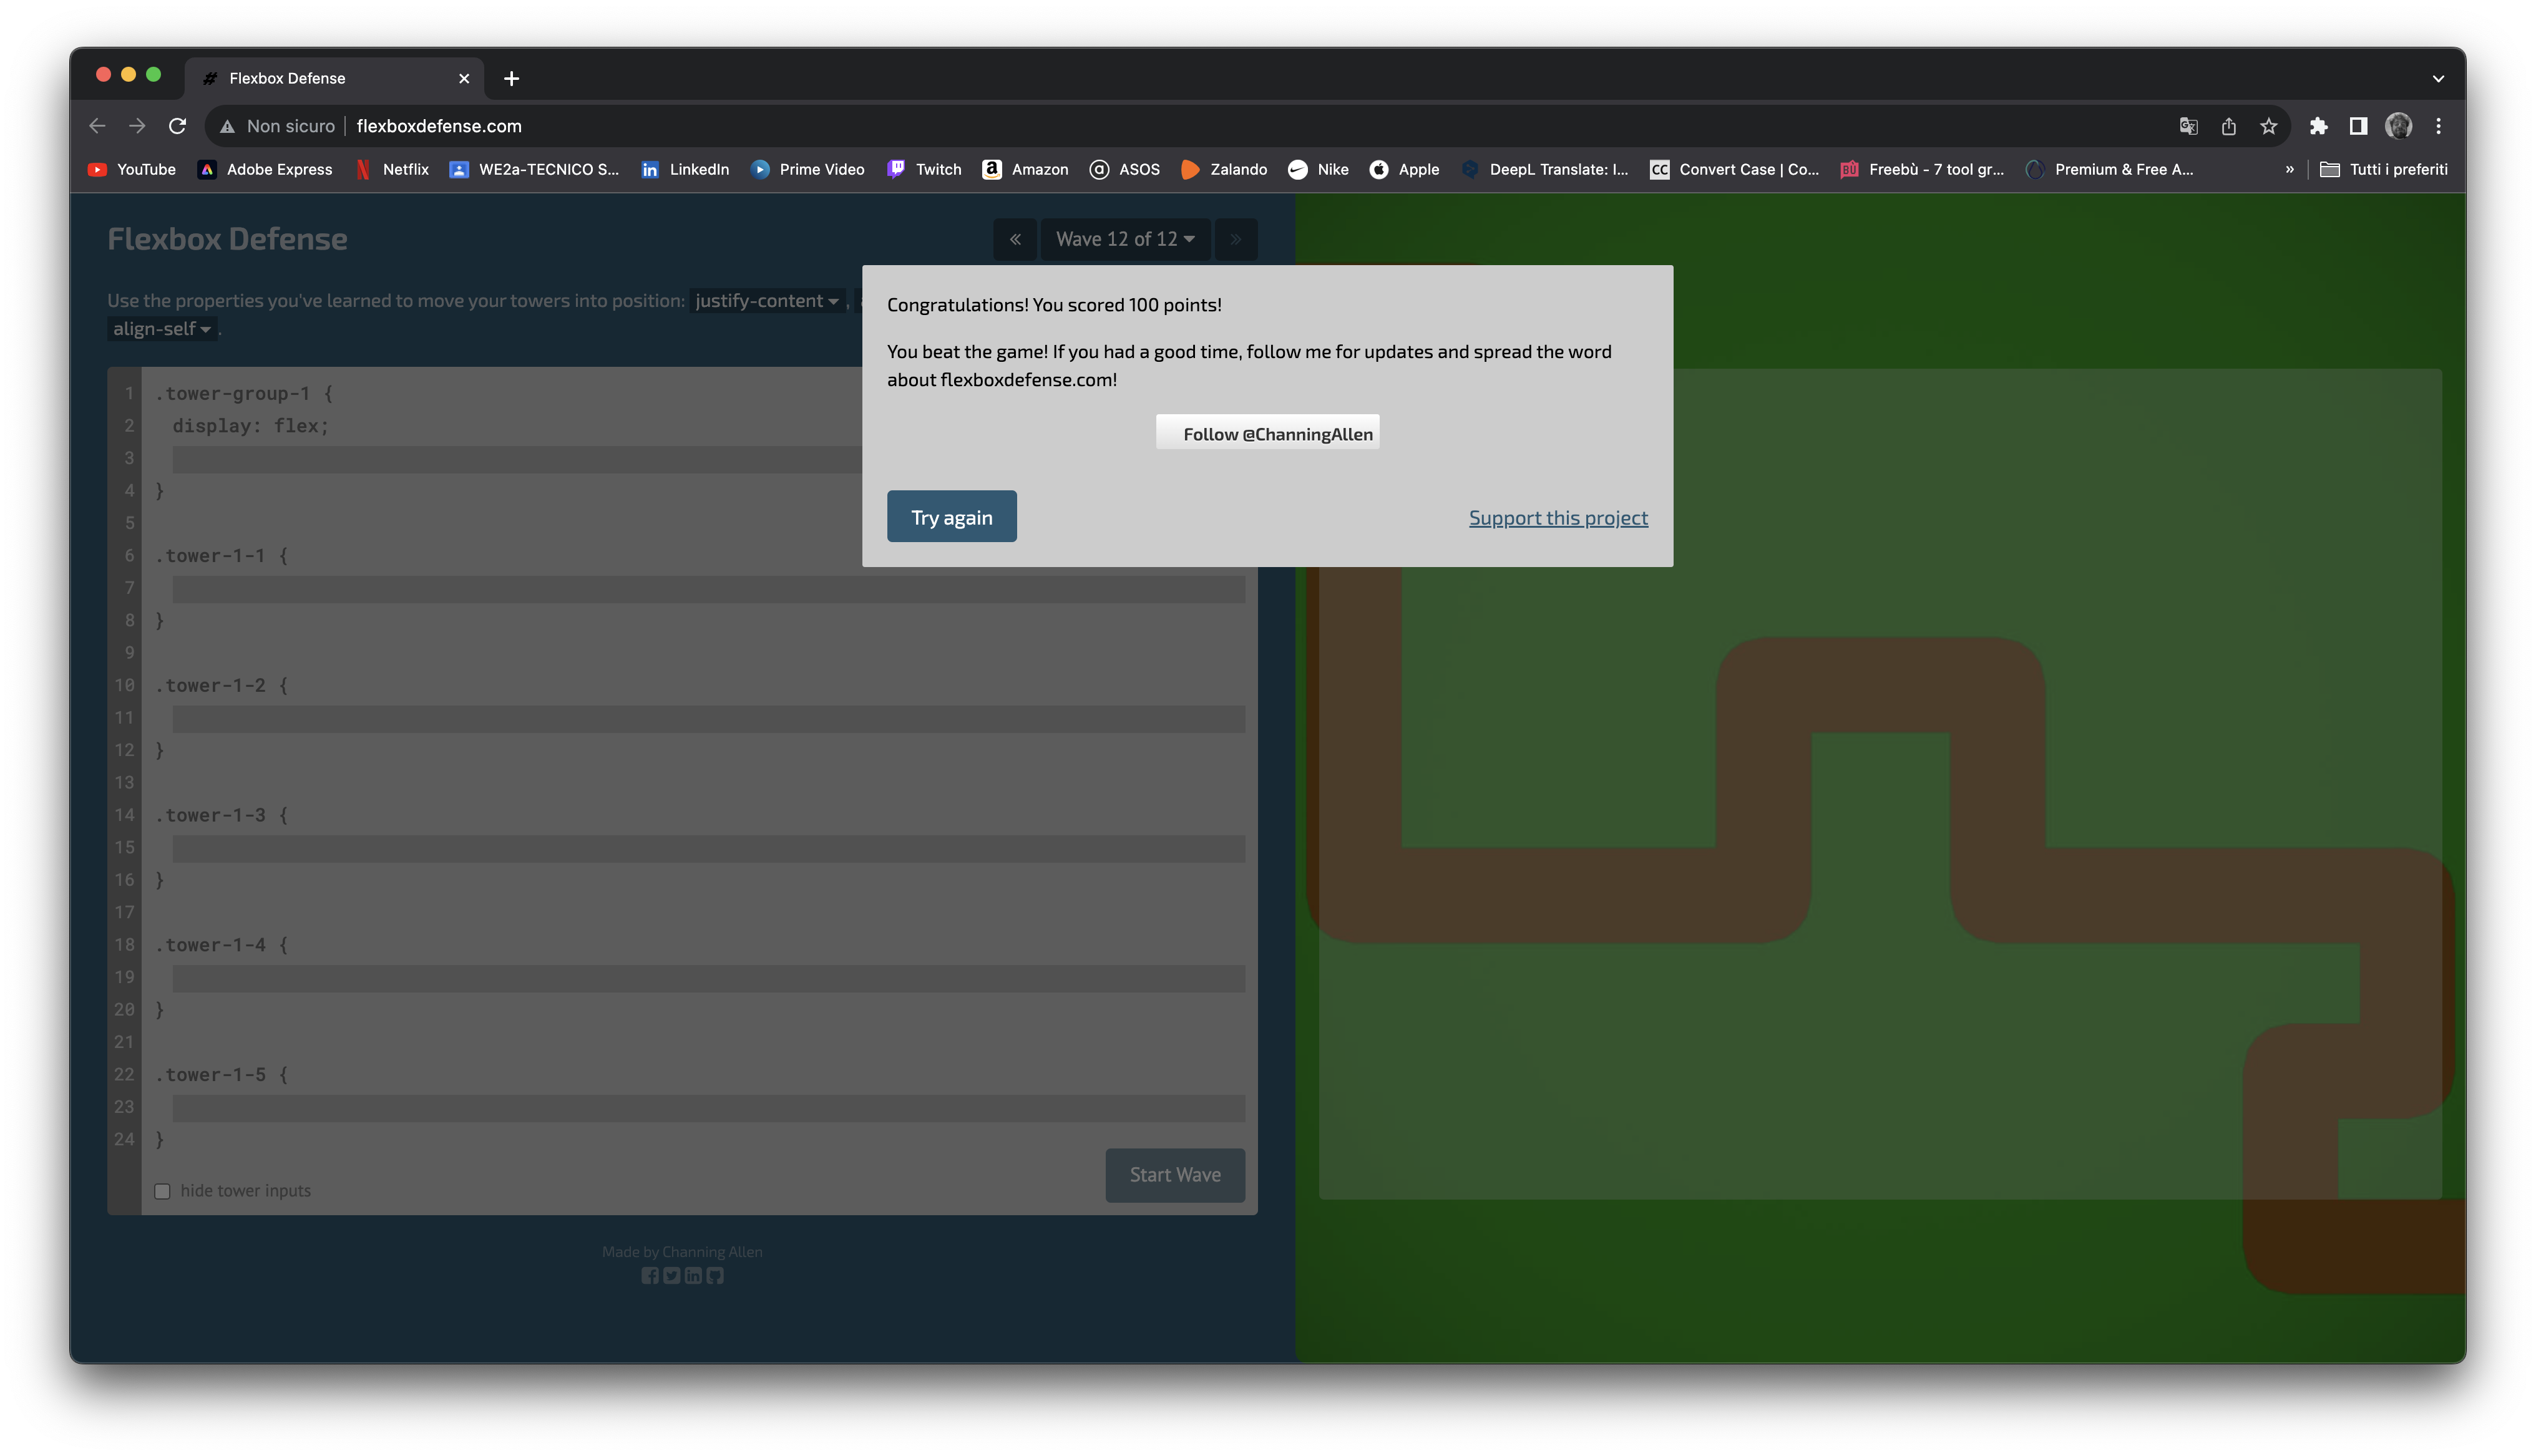 Flexbox Defense
Non sicuro flexboxdefense.com
YouTube Adobe Express Netflix WE2a-TECNICO S... LinkedIn Prime Video Twitch Amazon ASOS Zalando Nike Apple DeepL Translate: I... Convert Case | Co... Freebù - 7 tool gr... Premium & Free A... » Tutti i preferiti
Flexbox Defense
« Wave 12 of 12 »
Use the properties you've learned to move your towers into position: justify-content ,
align-self .
Congratulations! You scored 100 points!
You beat the game! If you had a good time, follow me for updates and spread the word
about flexboxdefense.com!
Follow @ChanningAllen
Try again
Support this project
1 .tower-group-1 {
2 display: flex;
3
4 }
5
6 .tower-1-1 {
7
8 }
9
10 .tower-1-2 {
11
12 }
13
14 .tower-1-3 {
15
16 }
17
18 .tower-1-4 {
19
20 }
21
22 .tower-1-5 {
23
24 }
Start Wave
hide tower inputs
Made by Channing Allen